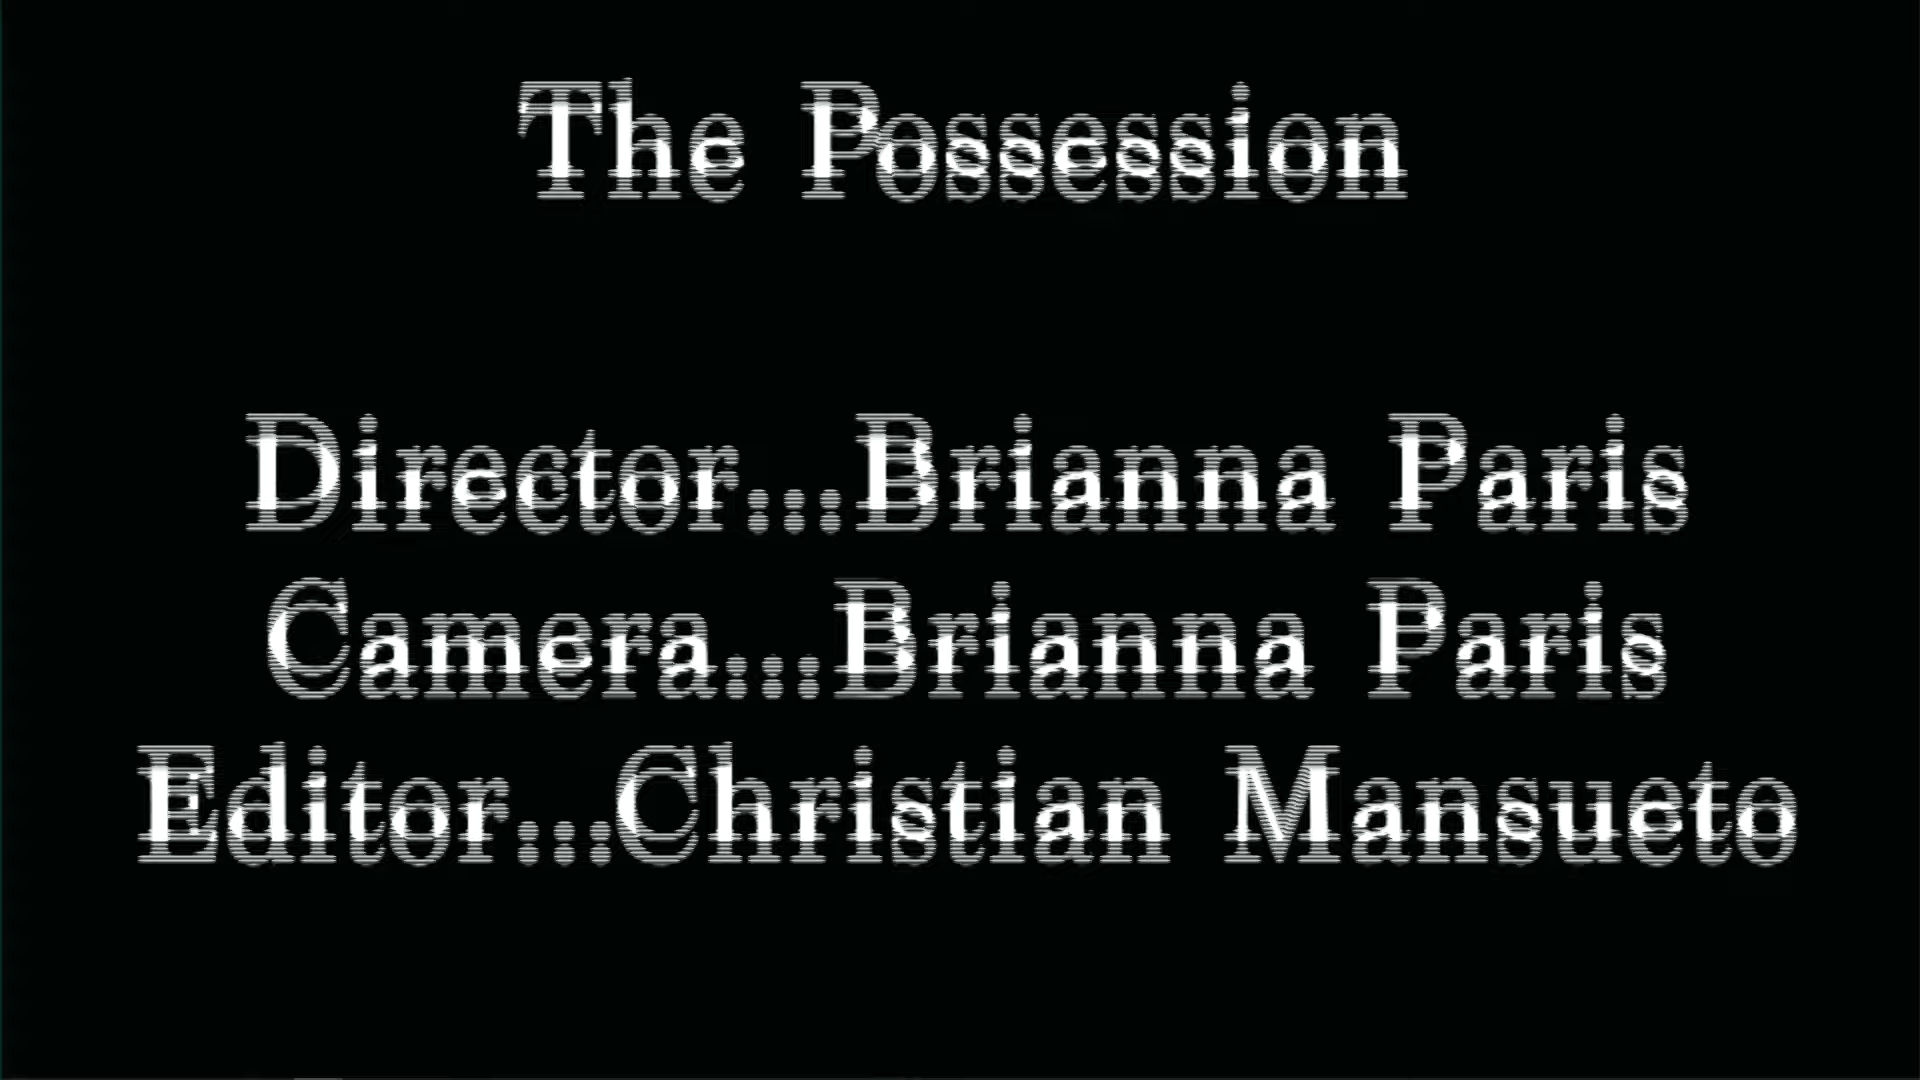 The Possession
Director...Brianna Paris
Camera...Brianna Paris
Editor...Christian Mansueto